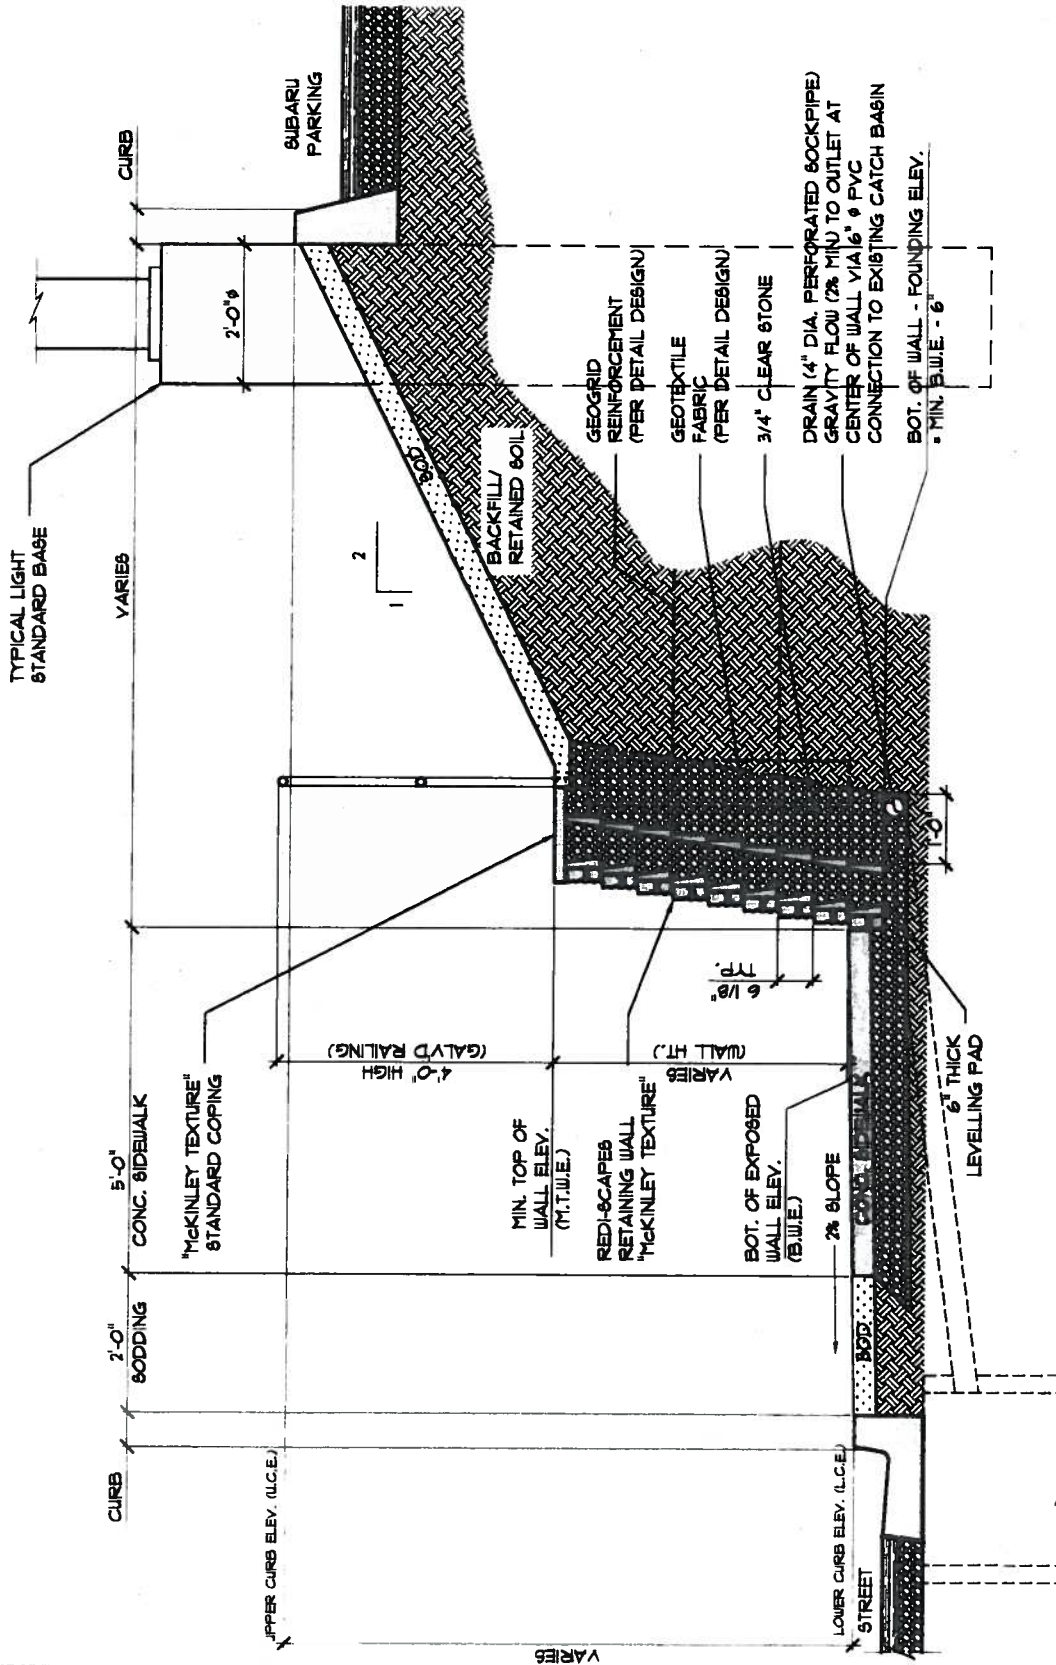 TYPICAL LIGHT
STANDARD BASE
CURB
2'-0"
SODDING
5'-0"
CONC. SIDEWALK
VARIES
CURB
2'-0"ø
SUBARU
PARKING
UPPER CURB ELEV. (U.C.E.)
"McKINLEY TEXTURE"
STANDARD COPING
4'-0" HIGH
(GALV'D RAILING)
2
1
SOD
BACKFILL/
RETAINED SOIL
MIN. TOP OF
WALL ELEV.
(M.T.W.E.)
REDI-SCAPES
RETAINING WALL
"McKINLEY TEXTURE"
VARIES
(WALL HT.)
6 1/8"
TYP.
GEOGRID
REINFORCEMENT
(PER DETAIL DESIGN)
GEOTEXTILE
FABRIC
(PER DETAIL DESIGN)
3/4" CLEAR STONE
DRAIN (4" DIA. PERFORATED SOCKPIPE)
GRAVITY FLOW (2% MIN.) TO OUTLET AT
CENTER OF WALL VIA 6" ø PVC
CONNECTION TO EXISTING CATCH BASIN
BOT. OF WALL - FOUNDING ELEV.
= MIN. B.W.E. - 6"
BOT. OF EXPOSED
WALL ELEV.
(B.W.E.)
2% SLOPE
VARIES
LOWER CURB ELEV. (L.C.E.)
STREET
SOD
CONC. SIDEWALK
1'-0"
6" THICK
LEVELLING PAD